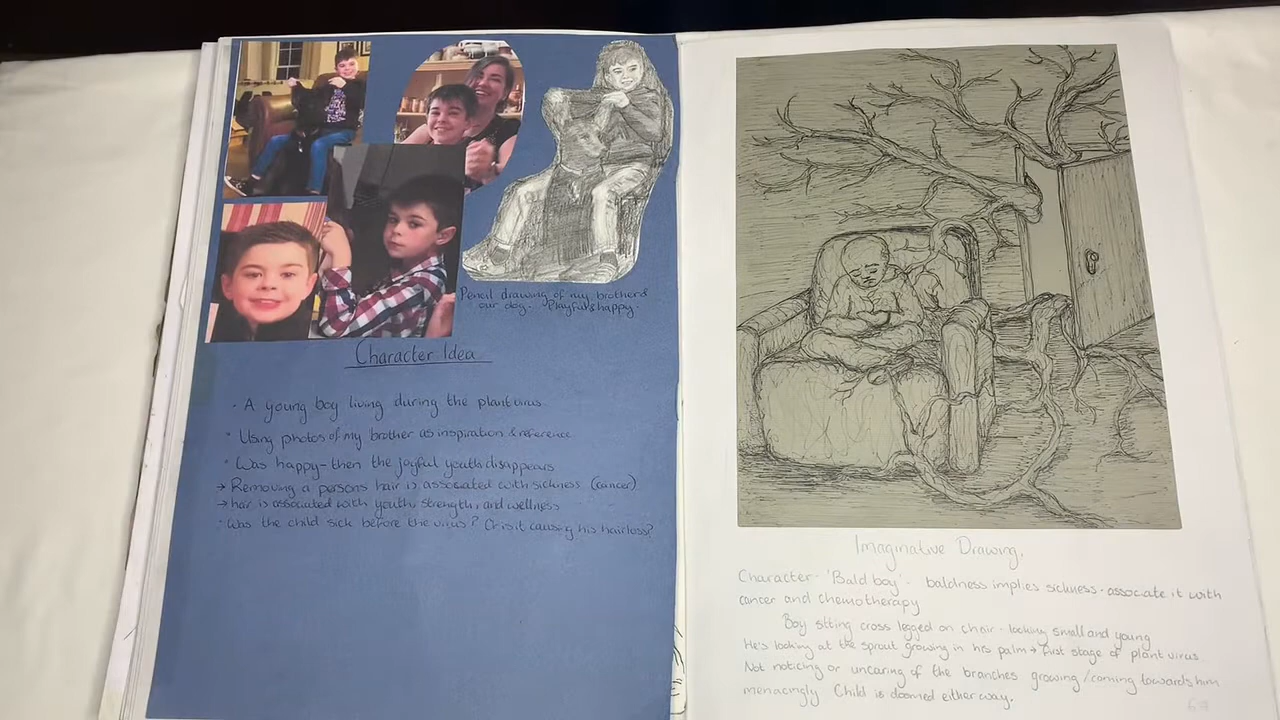 Pencil drawing of my brother &
our dog - Playful & happy
Character Idea
· A young boy living during the plant virus
· Using photos of my brother as inspiration & reference
· Was happy - then the joyful youth disappears
→ Removing a persons hair is associated with sickness (cancer)
→ hair is associated with youth, strength, and wellness
· Was the child sick before the virus? Or is it causing his hairloss?
Imaginative Drawing.
Character - 'Bald boy' - baldness implies sickness - associate it with
cancer and chemotherapy
Boy sitting cross legged on chair - looking small and young
He's looking at the sprout growing in his palm → first stage of plant virus
Not noticing or uncaring of the branches growing/coming towards him
menacingly Child is doomed either way.